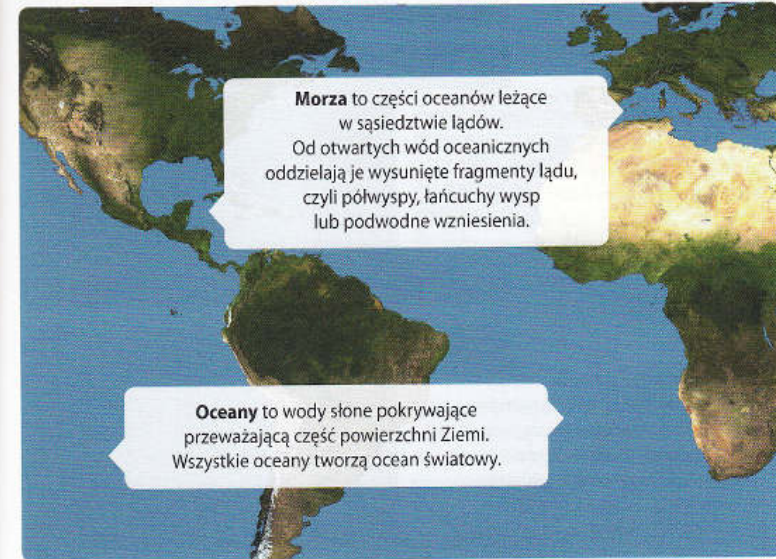 Morza to części oceanów leżące
w sąsiedztwie lądów.
Od otwartych wód oceanicznych
oddzielają je wysunięte fragmenty lądu,
czyli półwyspy, łańcuchy wysp
lub podwodne wzniesienia.
Oceany to wody słone pokrywające
przeważającą część powierzchni Ziemi.
Wszystkie oceany tworzą ocean światowy.